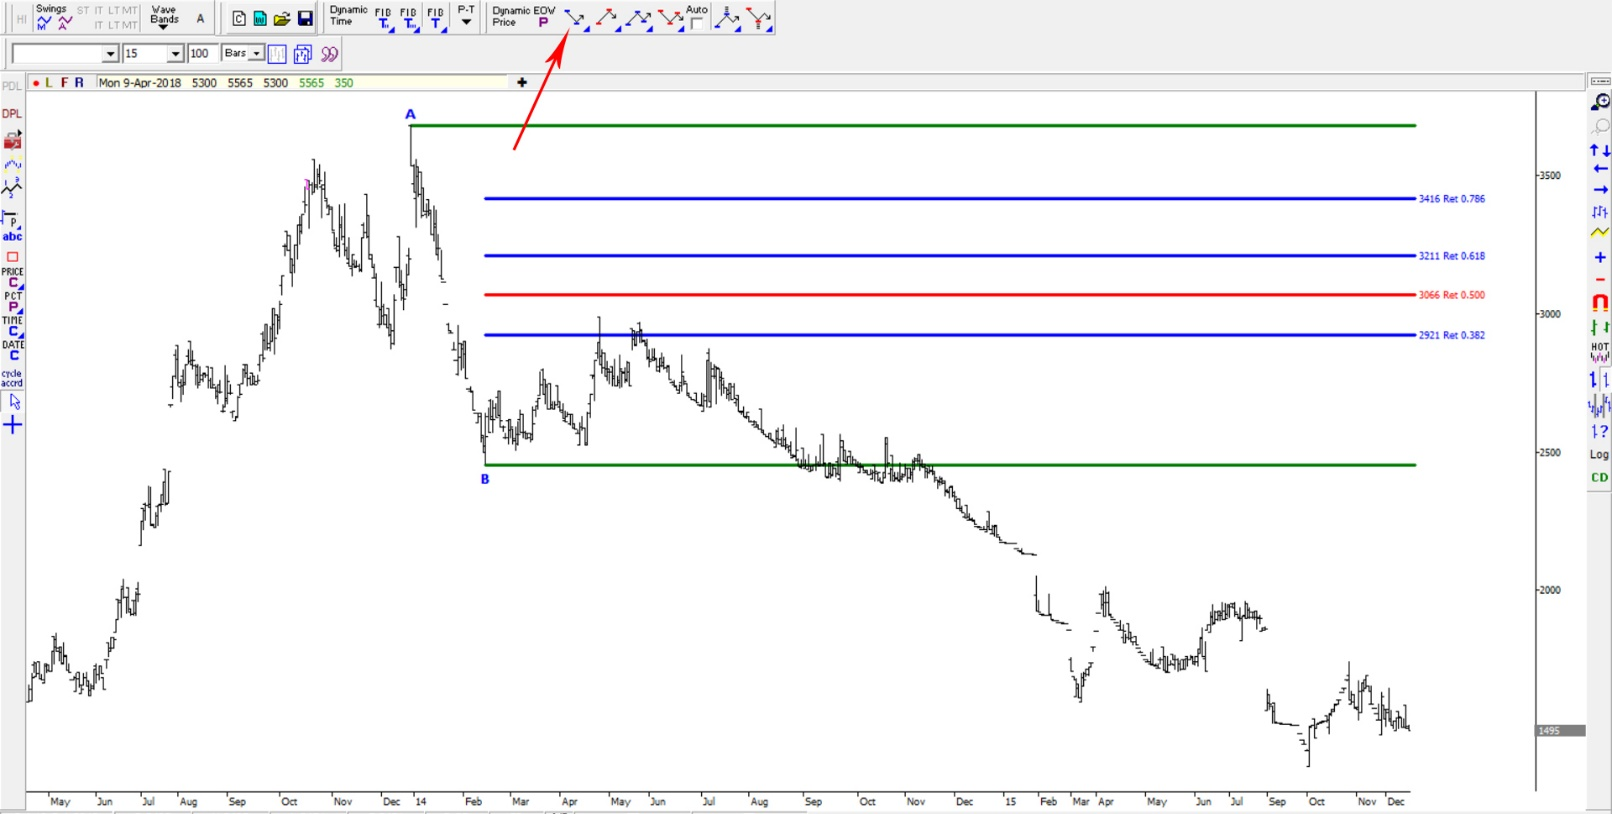 HI Swings ST IT LT MT Wave Bands A Dynamic Time FIB T FIB Tm FIB T P-T Dynamic Price EOW P Auto
M A IT LT MT
15 100 Bars
PDL L F R Mon 9-Apr-2018 5300 5565 5300 5565 350
DPL
A
3500
3416 Ret 0.786
P
abc
3211 Ret 0.618
PRICE
C
PCT
P
3066 Ret 0.500
3000
TIME
C
2921 Ret 0.382
DATE
C
HOT
cycle
accrd
?
2500
Log
B
CD
2000
1495
May Jun Jul Aug Sep Oct Nov Dec 14 Feb Mar Apr May Jun Jul Aug Sep Oct Nov Dec 15 Feb Mar Apr May Jun Jul Sep Oct Nov Dec